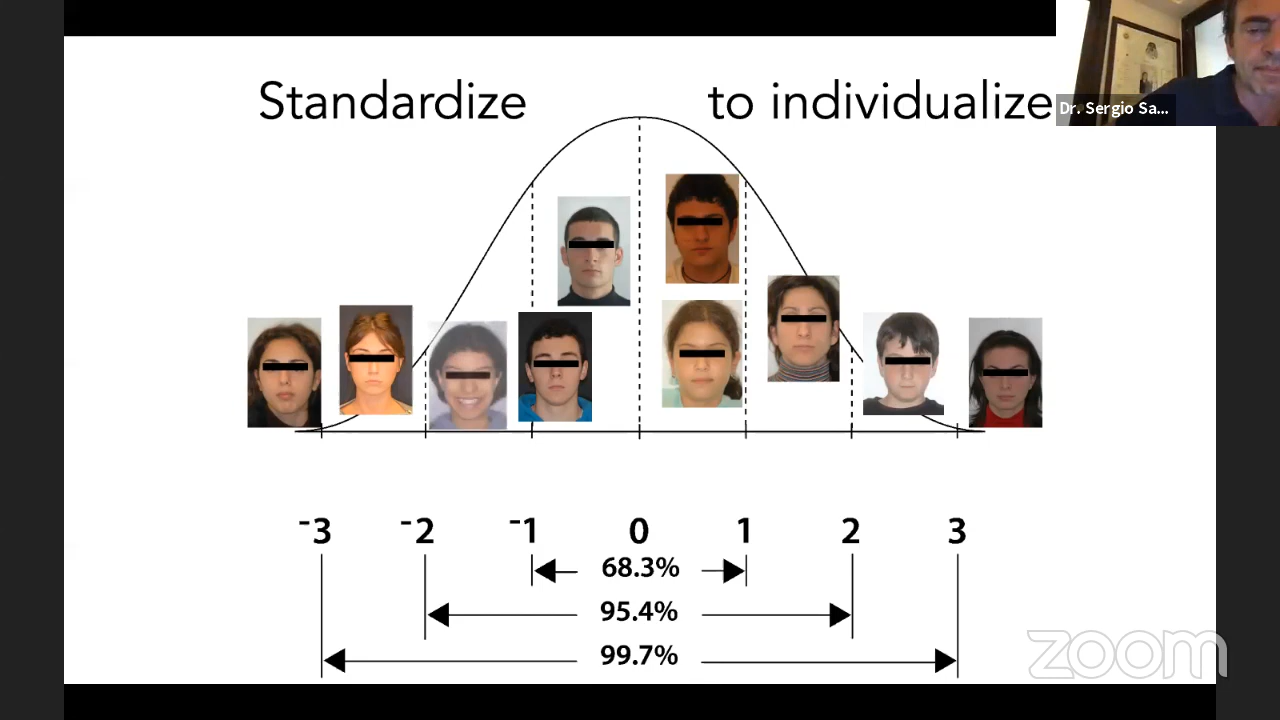 Standardize to individualize
Dr. Sergio Sa...
-3 -2 -1 0 1 2 3
68.3%
95.4%
99.7%
zoom